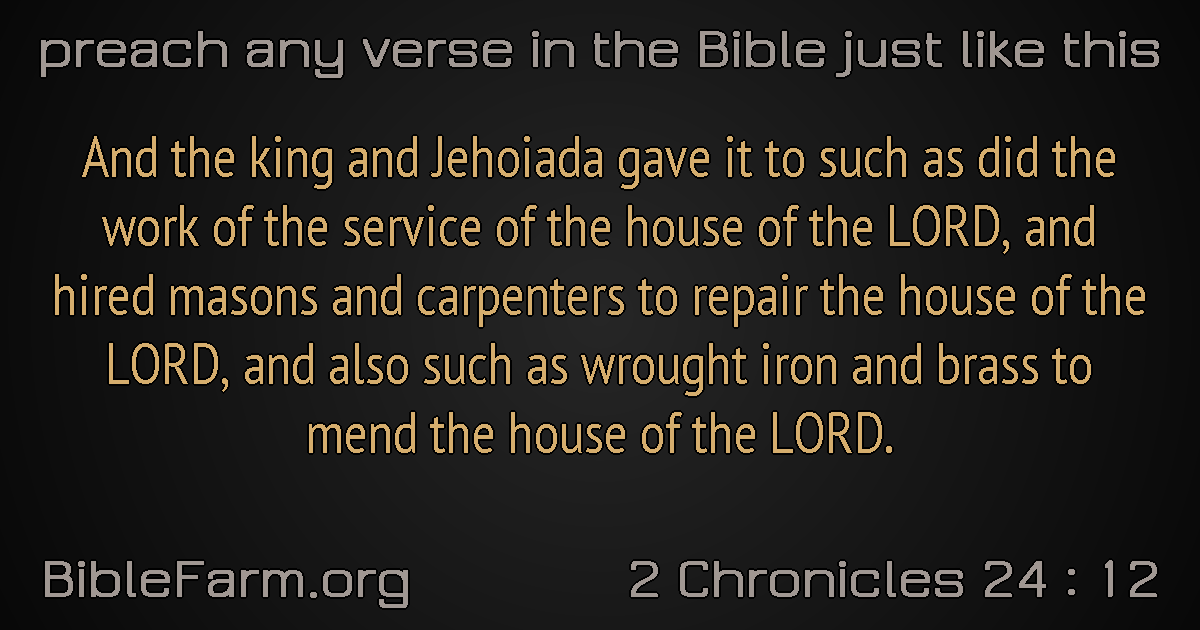 preach any verse in the Bible just like this
And the king and Jehoiada gave it to such as did the
work of the service of the house of the LORD, and
hired masons and carpenters to repair the house of the
LORD, and also such as wrought iron and brass to
mend the house of the LORD.
BibleFarm.org
2 Chronicles 24 : 12